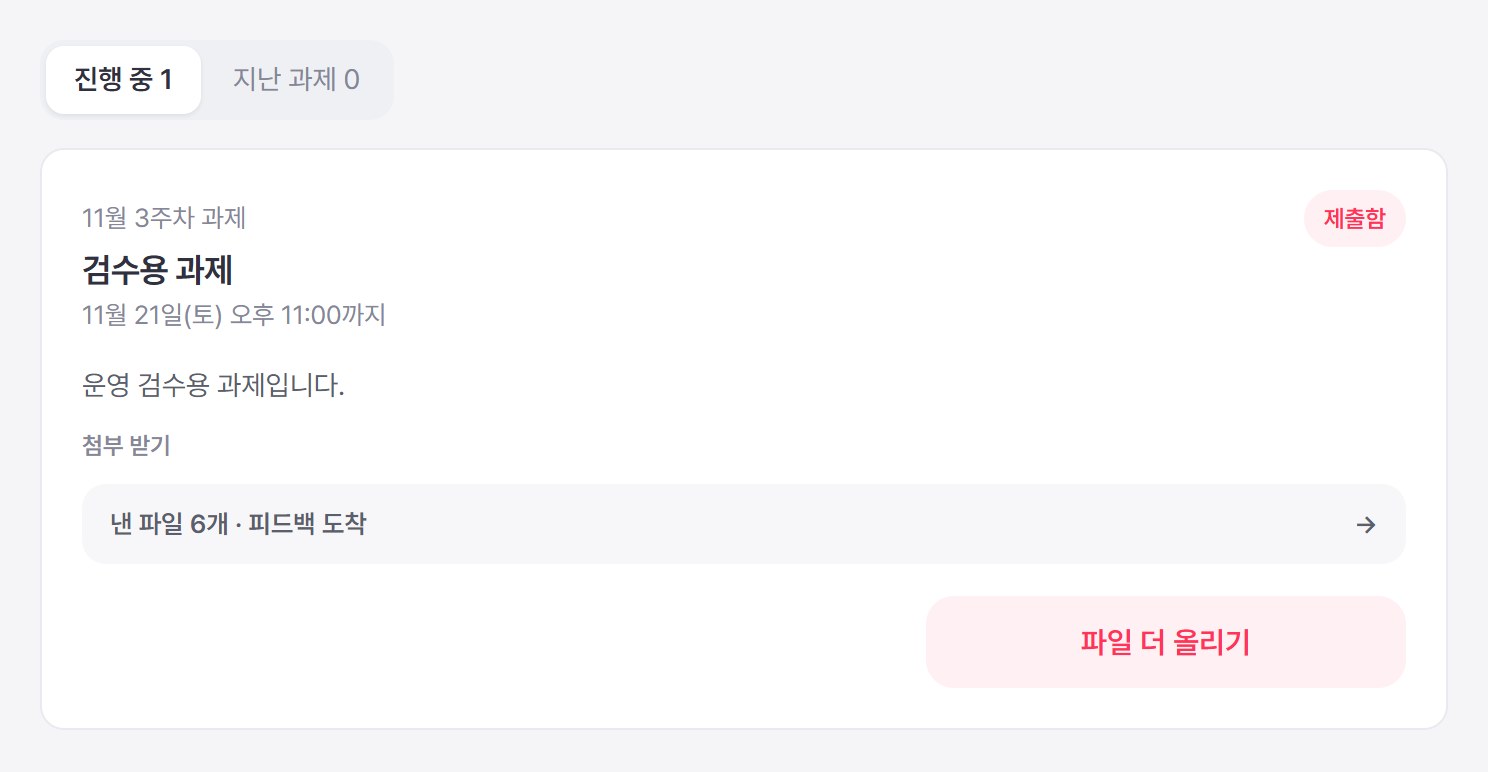 진행 중 1 지난 과제 0
11월 3주차 과제 제출함
검수용 과제
11월 21일(토) 오후 11:00까지
운영 검수용 과제입니다.
첨부 받기
낸 파일 6개 · 피드백 도착 →
파일 더 올리기